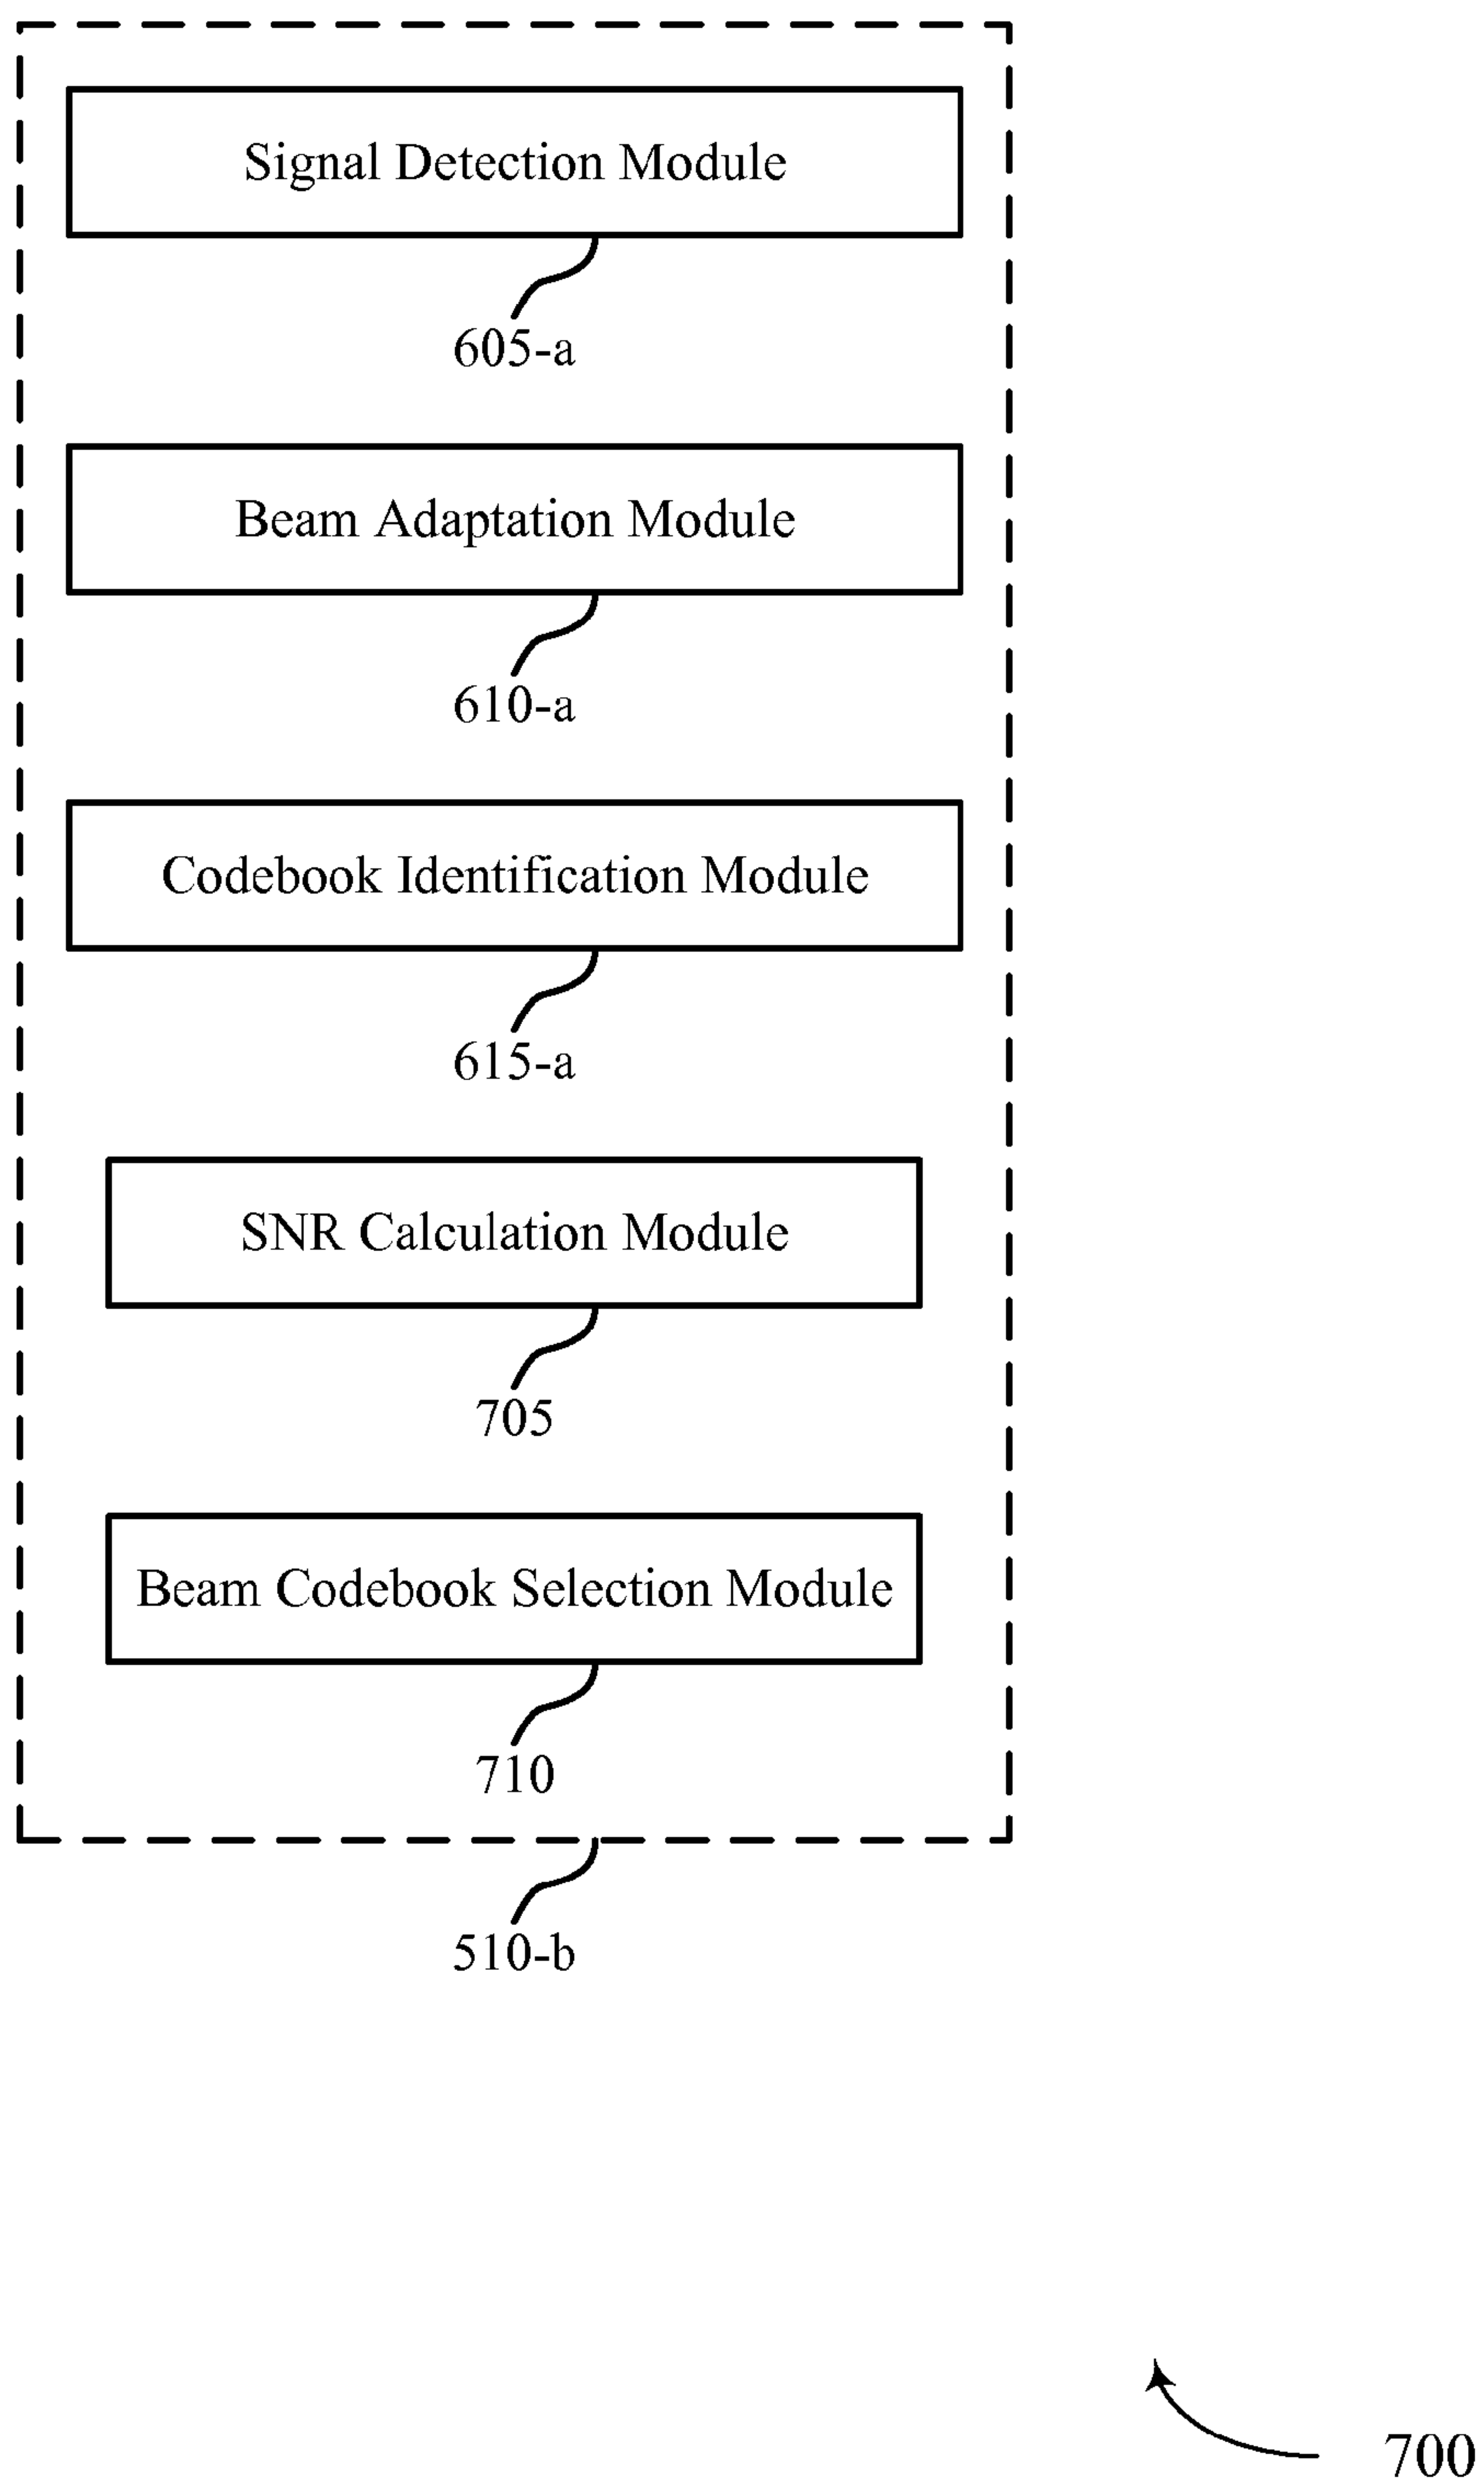 Signal Detection Module
605-a
Beam Adaptation Module
610-a
Codebook Identification Module
615-a
SNR Calculation Module
705
Beam Codebook Selection Module
710
510-b
700